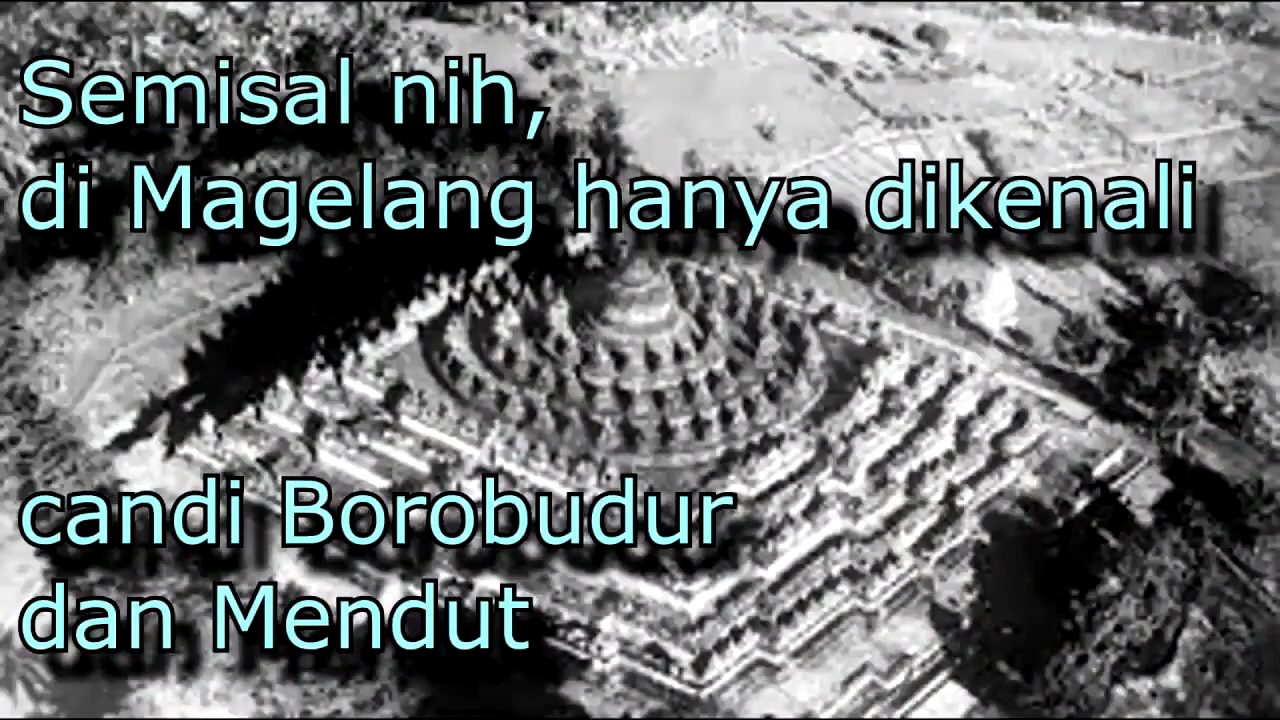 Semisal nih,
di Magelang hanya dikenali
candi Borobudur
dan Mendut